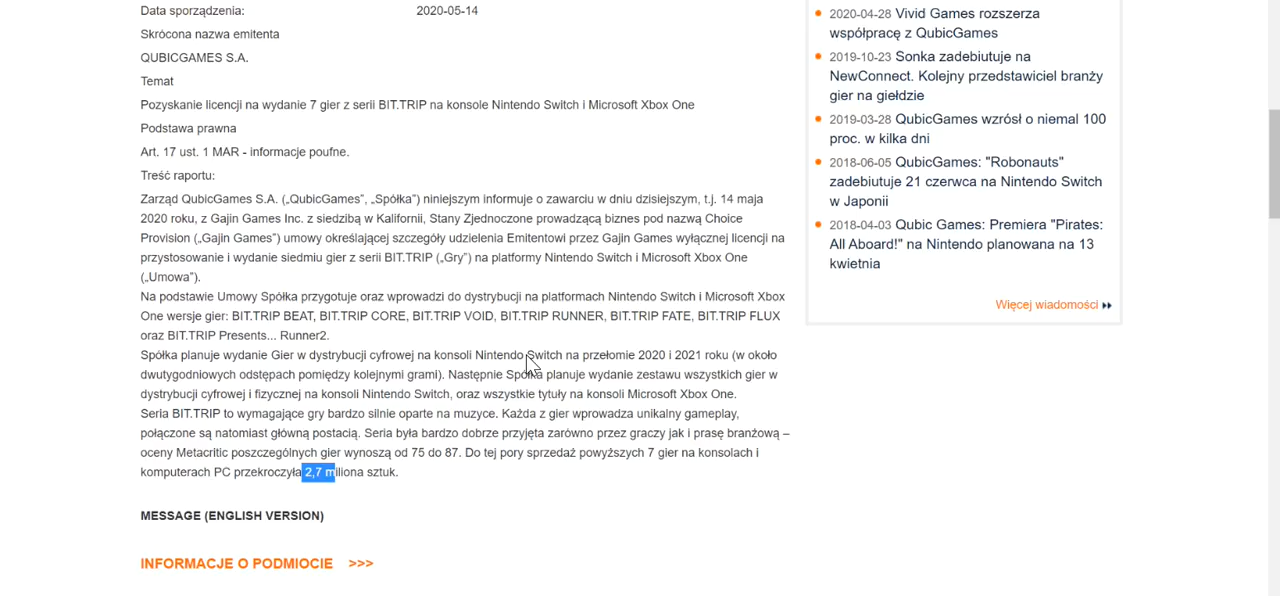 Data sporządzenia: 2020-05-14
Skrócona nazwa emitenta
QUBICGAMES S.A.
Temat
Pozyskanie licencji na wydanie 7 gier z serii BIT.TRIP na konsole Nintendo Switch i Microsoft Xbox One
Podstawa prawna
Art. 17 ust. 1 MAR - informacje poufne.
Treść raportu:
Zarząd QubicGames S.A. („QubicGames”, „Spółka”) niniejszym informuje o zawarciu w dniu dzisiejszym, t.j. 14 maja
2020 roku, z Gajin Games Inc. z siedzibą w Kalifornii, Stany Zjednoczone prowadzącą biznes pod nazwą Choice
Provision („Gajin Games”) umowy określającej szczegóły udzielenia Emitentowi przez Gajin Games wyłącznej licencji na
przystosowanie i wydanie siedmiu gier z serii BIT.TRIP („Gry”) na platformy Nintendo Switch i Microsoft Xbox One
(„Umowa”).
Na podstawie Umowy Spółka przygotuje oraz wprowadzi do dystrybucji na platformach Nintendo Switch i Microsoft Xbox
One wersje gier: BIT.TRIP BEAT, BIT.TRIP CORE, BIT.TRIP VOID, BIT.TRIP RUNNER, BIT.TRIP FATE, BIT.TRIP FLUX
oraz BIT.TRIP Presents... Runner2.
Spółka planuje wydanie Gier w dystrybucji cyfrowej na konsoli Nintendo Switch na przełomie 2020 i 2021 roku (w około
dwutygodniowych odstępach pomiędzy kolejnymi grami). Następnie Spółka planuje wydanie zestawu wszystkich gier w
dystrybucji cyfrowej i fizycznej na konsoli Nintendo Switch, oraz wszystkie tytuły na konsoli Microsoft Xbox One.
Seria BIT.TRIP to wymagające gry bardzo silnie oparte na muzyce. Każda z gier wprowadza unikalny gameplay,
połączone są natomiast główną postacią. Seria była bardzo dobrze przyjęta zarówno przez graczy jak i prasę branżową –
oceny Metacritic poszczególnych gier wynoszą od 75 do 87. Do tej pory sprzedaż powyższych 7 gier na konsolach i
komputerach PC przekroczyła 2,7 miliona sztuk.
MESSAGE (ENGLISH VERSION)
INFORMACJE O PODMIOCIE >>>
2020-04-28 Vivid Games rozszerza
współpracę z QubicGames
2019-10-23 Sonka zadebiutuje na
NewConnect. Kolejny przedstawiciel branży
gier na giełdzie
2019-03-28 QubicGames wzrósł o niemal 100
proc. w kilka dni
2018-06-05 QubicGames: "Robonauts"
zadebiutuje 21 czerwca na Nintendo Switch
w Japonii
2018-04-03 Qubic Games: Premiera "Pirates:
All Aboard!" na Nintendo planowana na 13
kwietnia
Więcej wiadomości